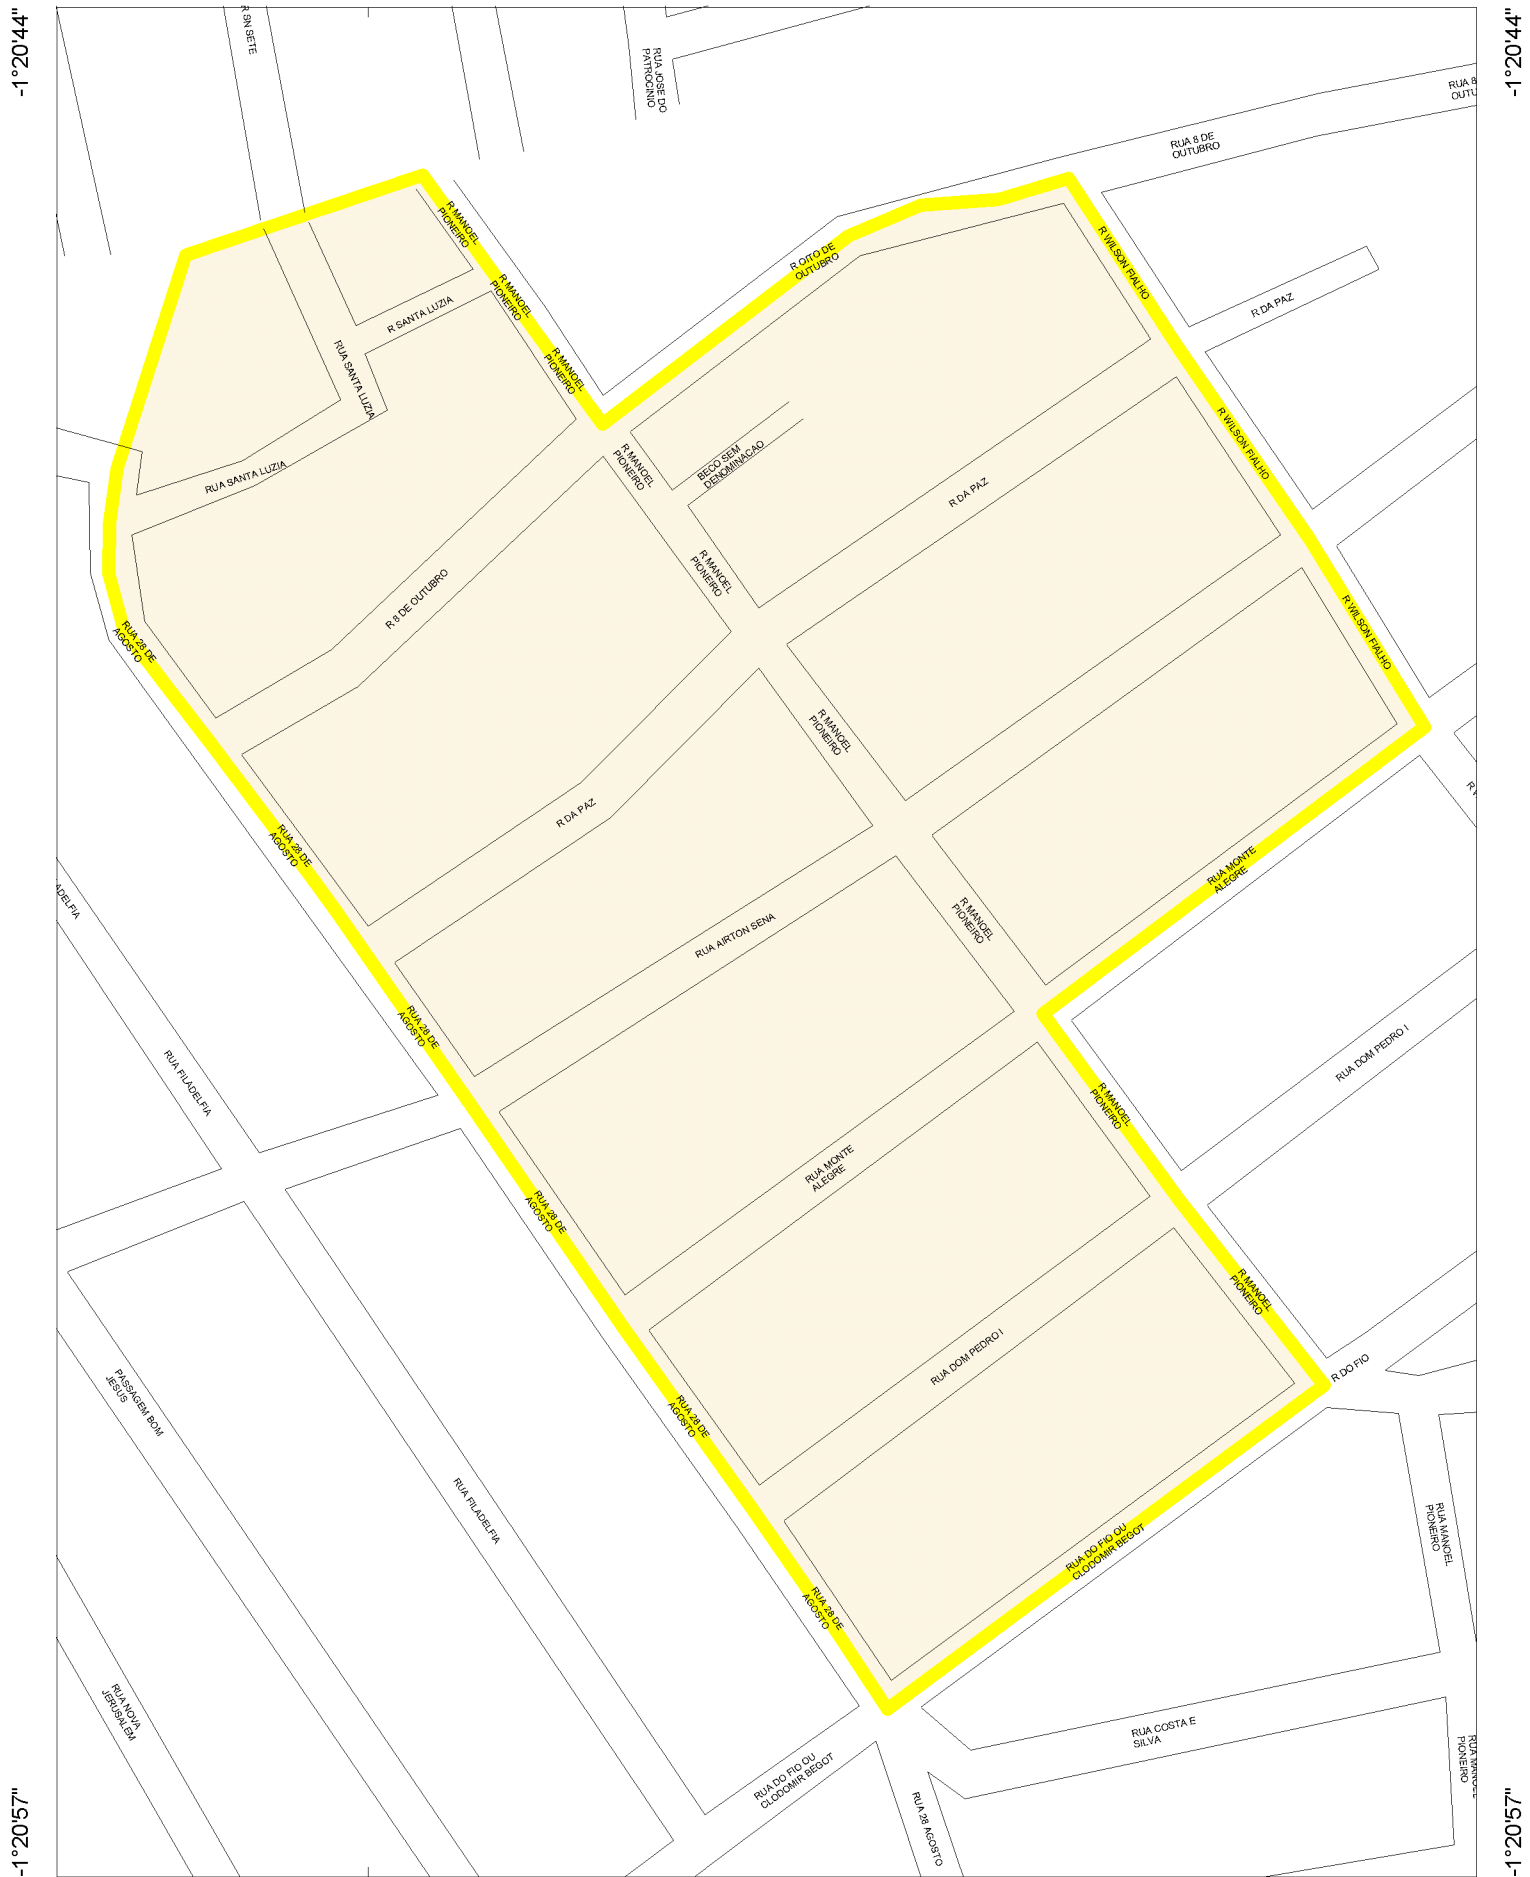 -1°20'44"
-1°20'44"
R SN SETE
RUA JOSE DO
PATROCINIO
RUA 8
OUTU
RUA 8 DE
OUTUBRO
R MANOEL
PIONEIRO
R OITO DE
OUTUBRO
R WILSON FIALHO
R MANOEL
PIONEIRO
R DA PAZ
R SANTA LUZIA
RUA SANTA LUZIA
R MANOEL
PIONEIRO
R WILSON FIALHO
RUA SANTA LUZIA
R MANOEL
PIONEIRO
BECO SEM
DENOMINACAO
R DA PAZ
R 8 DE OUTUBRO
R MANOEL
PIONEIRO
R WILSON FIALHO
RUA 28 DE
AGOSTO
R MANOEL
PIONEIRO
R DA PAZ
RUA 28 DE
AGOSTO
RUA MONTE
ALEGRE
ADELFIA
RUA AIRTON SENA
R MANOEL
PIONEIRO
RUA 28 DE
AGOSTO
RUA FILADELFIA
RUA DOM PEDRO I
R MANOEL
PIONEIRO
RUA MONTE
ALEGRE
RUA 28 DE
AGOSTO
R MANOEL
PIONEIRO
RUA DOM PEDRO I
R DO FIO
PASSAGEM BOM
JESUS
RUA 28 DE
AGOSTO
RUA FILADELFIA
RUA MANOEL
PIONEIRO
RUA DO FIO OU
CLODOMIR BEGOT
RUA 28 DE
AGOSTO
RUA NOVA
JERUSALEM
RUA COSTA E
SILVA
RUA MANOEL
PIONEIRO
RUA DO FIO OU
CLODOMIR BEGOT
RUA 28 AGOSTO
-1°20'57"
-1°20'57"